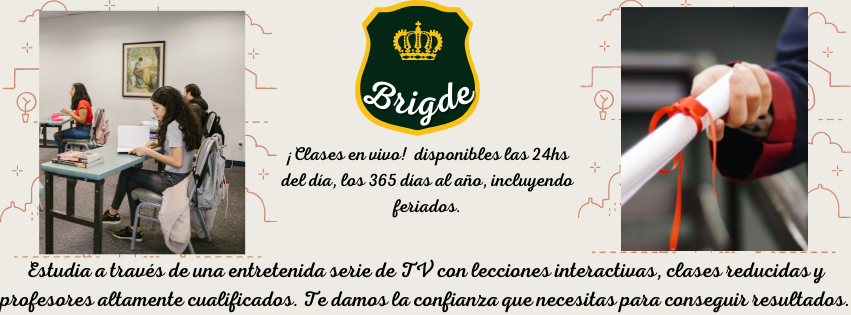 Brigde
¡Clases en vivo! disponibles las 24hs
del dia, los 365 dias al año, incluyendo
feriados.
Estudia a través de una entretenida serie de TV con lecciones interactivas, clases reducidas y
profesores altamente cualificados. Te damos la confianza que necesitas para conseguir resultados.